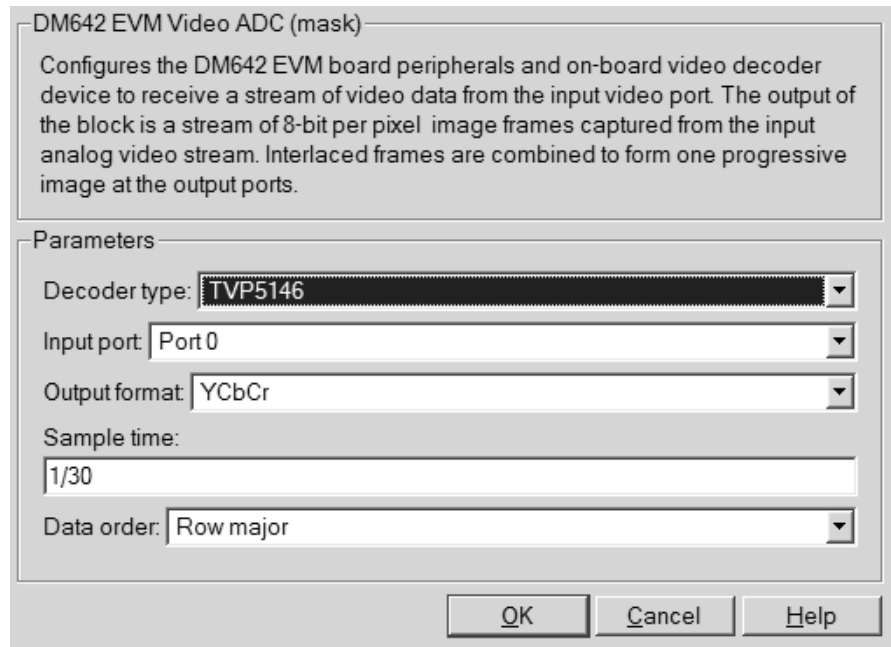 DM642 EVM Video ADC (mask)
Configures the DM642 EVM board peripherals and on-board video decoder
device to receive a stream of video data from the input video port. The output of
the block is a stream of 8-bit per pixel image frames captured from the input
analog video stream. Interlaced frames are combined to form one progressive
image at the output ports.
Parameters
Decoder type: TVP5146
Input port: Port 0
Output format: YCbCr
Sample time:
1/30
Data order: Row major
OK Cancel Help